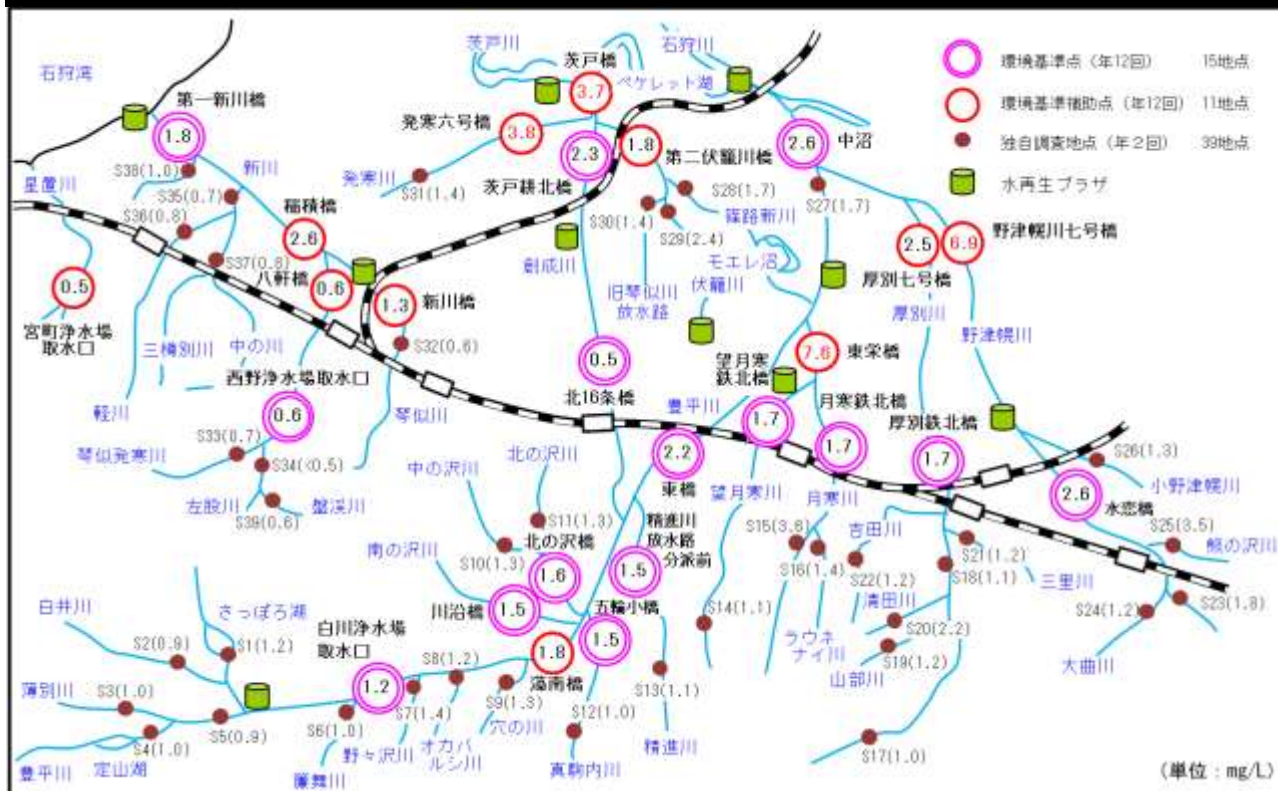 石狩湾
第一新川橋
1.8
茨戸川
茨戸橋
3.7
石狩川
ペケレット湖
環境基準点（年12回） 15地点
環境基準補助点（年12回） 11地点
独自調査地点（年２回） 39地点
水再生プラザ
発寒六号橋
3.8
2.3
1.8
第二伏籠川橋
2.6
中沼
星置川
S38(1.0)
S35(0.7)
新川
S36(0.8)
発寒川
S31(1.4)
茨戸耕北橋
S28(1.7)
S27(1.7)
S30(1.4)
篠路新川
S29(2.4)
稲積橋
2.6
S37(0.8)
八軒橋
0.6
1.3
新川橋
創成川
旧琴似川
放水路
モエレ沼
伏籠川
2.5
6.9
野津幌川七号橋
厚別七号橋
厚別川
0.5
宮町浄水場
取水口
三樽別川
中の川
S32(0.6)
野津幌川
西野浄水場取水口
0.5
北16条橋
望月寒
鉄北橋
7.6
東栄橋
軽川
0.6
琴似川
豊平川
1.7
月寒鉄北橋
1.7
厚別鉄北橋
1.7
S33(0.7)
琴似発寒川
S34(<0.5)
左股川
盤渓川
S39(0.6)
中の沢川
北の沢川
2.2
東橋
望月寒川
月寒川
S26(1.3)
小野津幌川
2.6
水恋橋
S25(3.5)
熊の沢川
S11(1.3)
精進川
放水路
分派前
S15(3.8)
吉田川
S21(1.2)
S18(1.1)
三里川
南の沢川
S10(1.3)
北の沢橋
1.6
1.5
S16(1.4)
S22(1.2)
清田川
S24(1.2)
S23(1.8)
川沿橋
1.5
五輪小橋
1.5
S14(1.1)
ラウネ
ナイ川
S20(2.2)
S19(1.2)
山部川
大曲川
白井川
さっぽろ湖
S2(0.9)
S1(1.2)
白川浄水場
取水口
S8(1.2)
1.8
藻南橋
薄別川
S3(1.0)
1.2
S13(1.1)
S4(1.0)
S5(0.9)
S6(1.0)
S7(1.4)
S9(1.3)
S12(1.0)
穴の川
豊平川
定山湖
簾舞川
野々沢川
オカバ
ルシ川
真駒内川
精進川
S17(1.0)
(単位：mg/L)